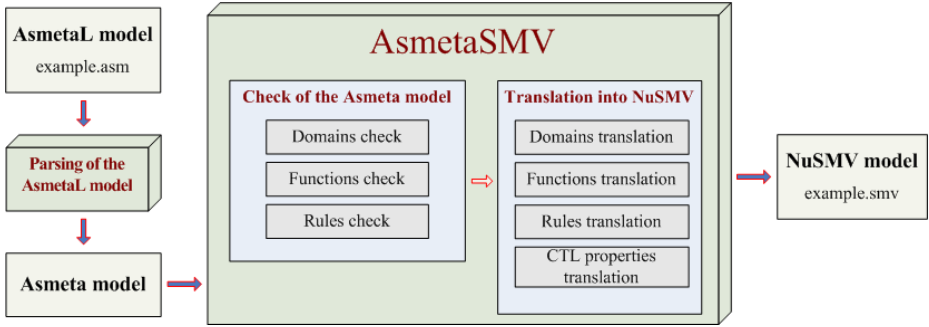 AsmetaL model
example.asm
Parsing of the
AsmetaL model
Asmeta model
AsmetaSMV
Check of the Asmeta model
Domains check
Functions check
Rules check
Translation into NuSMV
Domains translation
Functions translation
Rules translation
CTL properties
translation
NuSMV model
example.smv